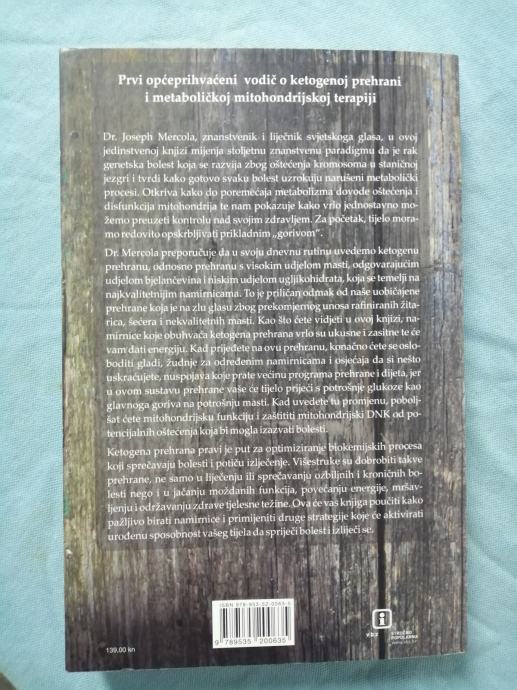 Prvi općeprihvaćeni vodič o ketogenoj prehrani
i metaboličkoj mitohondrijskoj terapiji
Dr. Joseph Mercola, znanstvenik i liječnik svjetskoga glasa, u ovoj
jedinstvenoj knjizi mijenja stoljetnu znanstvenu paradigmu da je rak
genetska bolest koja se razvija zbog oštećenja kromosoma u staničnoj
jezgri i tvrdi kako gotovo svaku bolest uzrokuju narušeni metabolički
procesi. Otkriva kako do poremećaja metabolizma dovode oštećenja i
disfunkcija mitohondrija te nam pokazuje kako vrlo jednostavno mo-
žemo preuzeti kontrolu nad svojim zdravljem. Za početak, tijelo mora-
mo redovito opskrbljivati prikladnim „gorivom“.
Dr. Mercola preporučuje da u svoju dnevnu rutinu uvedemo ketogenu
prehranu, odnosno prehranu s visokim udjelom masti, odgovarajućim
udjelom bjelančevina i niskim udjelom ugljikohidrata, koja se temelji na
najkvalitetnijim namirnicama. To je priličan odmak od naše uobičajene
prehrane koja je na zlu glasu zbog prekomjernog unosa rafiniranih žita-
rica, šećera i nekvalitetnih masti. Kao što ćete vidjeti u ovoj knjizi, na-
mirnice koje obuhvaća ketogena prehrana vrlo su ukusne i zasitne te će
vam dati energiju. Kad prijeđete na ovu prehranu, konačno ćete se oslo-
boditi gladi, žudnje za određenim namirnicama i osjećaja da si nešto
uskraćujete, nuspojava koje prate većinu programa prehrane i dijeta, jer
u ovom sustavu prehrane vaše će tijelo prijeći s potrošnje glukoze kao
glavnoga goriva na potrošnju masti. Kad uvedete tu promjenu, pobolj-
šat ćete mitohondrijsku funkciju i zaštititi mitohondrijski DNK od po-
tencijalnih oštećenja koja bi mogla izazvati bolesti.
Ketogena prehrana pravi je put za optimiziranje biokemijskih procesa
koji sprečavaju bolesti i potiču izlječenje. Višestruke su dobrobiti takve
prehrane, ne samo u liječenju ili sprečavanju ozbiljnih i kroničnih bo-
lesti nego i u jačanju moždanih funkcija, povećanju energije, mršav-
ljenju i održavanju zdrave tjelesne težine. Ova će vas knjiga poučiti kako
pažljivo birati namirnice i primijeniti druge strategije koje će aktivirati
urođenu sposobnost vašeg tijela da spriječi bolest i izliječi se.
ISBN 978-953-52-0063-5
9 789535 200635
139,00 kn
v.b.z
STRUČNO
POPULARNA